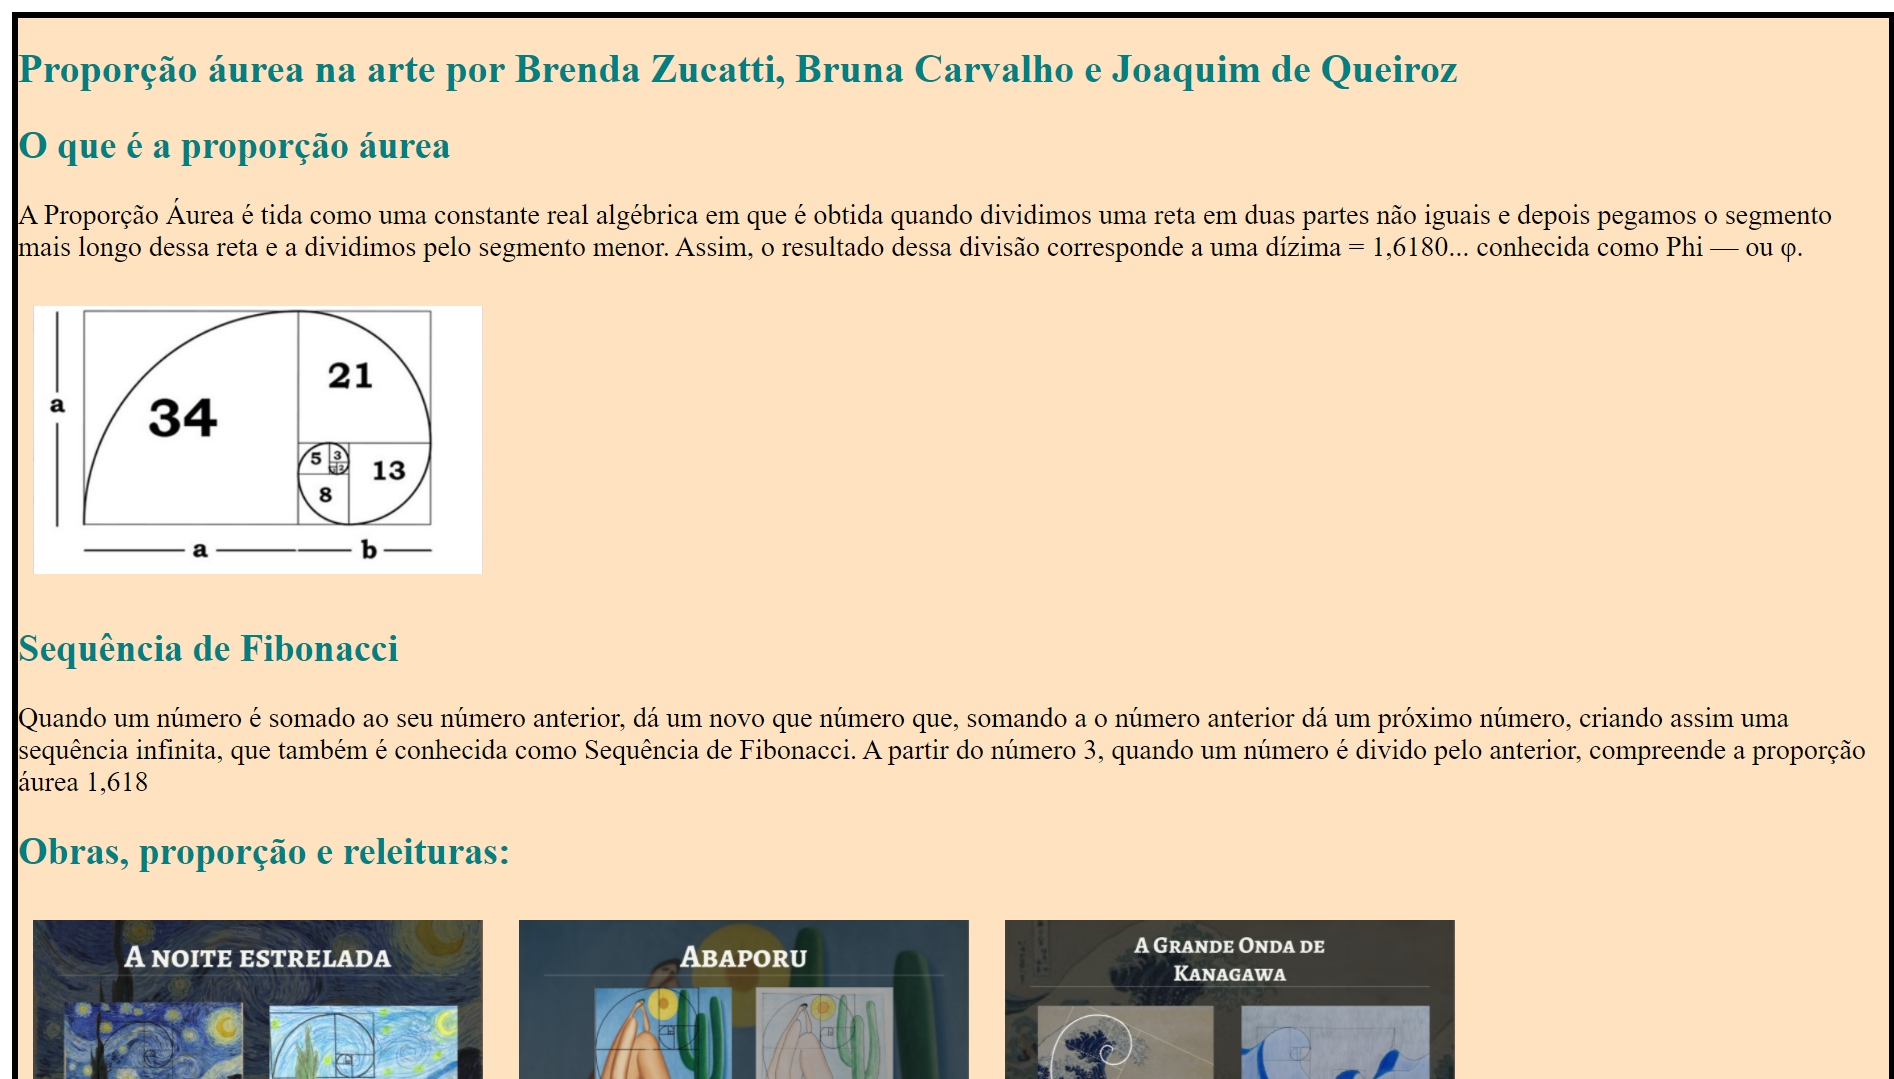 Proporção áurea na arte por Brenda Zucatti, Bruna Carvalho e Joaquim de Queiroz
O que é a proporção áurea
A Proporção Áurea é tida como uma constante real algébrica em que é obtida quando dividimos uma reta em duas partes não iguais e depois pegamos o segmento
mais longo dessa reta e a dividimos pelo segmento menor. Assim, o resultado dessa divisão corresponde a uma dízima = 1,6180... conhecida como Phi — ou φ.
21
34
a
5 3
2
13
8
a
b
Sequência de Fibonacci
Quando um número é somado ao seu número anterior, dá um novo que número que, somando a o número anterior dá um próximo número, criando assim uma
sequência infinita, que também é conhecida como Sequência de Fibonacci. A partir do número 3, quando um número é divido pelo anterior, compreende a proporção
áurea 1,618
Obras, proporção e releituras:
A NOITE ESTRELADA
ABAPORU
A GRANDE ONDA DE
KANAGAWA